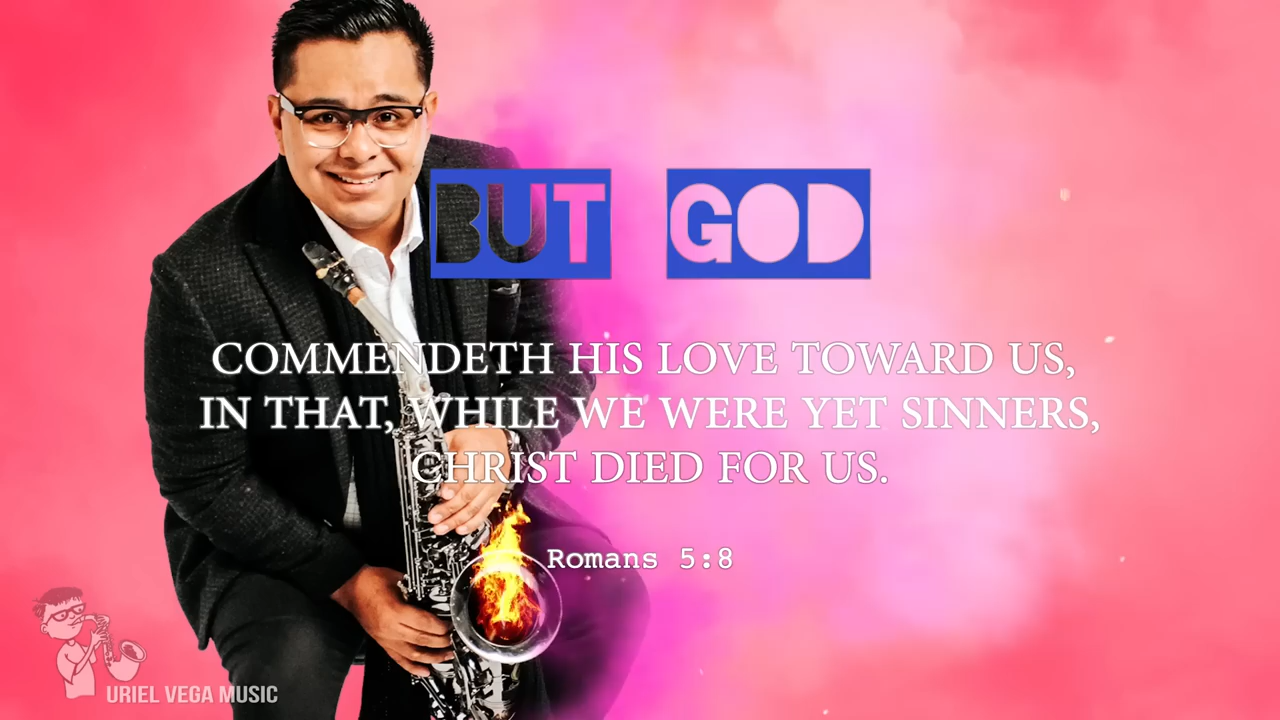 BUT GOD
COMMENDETH HIS LOVE TOWARD US,
IN THAT, WHILE WE WERE YET SINNERS,
CHRIST DIED FOR US.
Romans 5:8
URIEL VEGA MUSIC